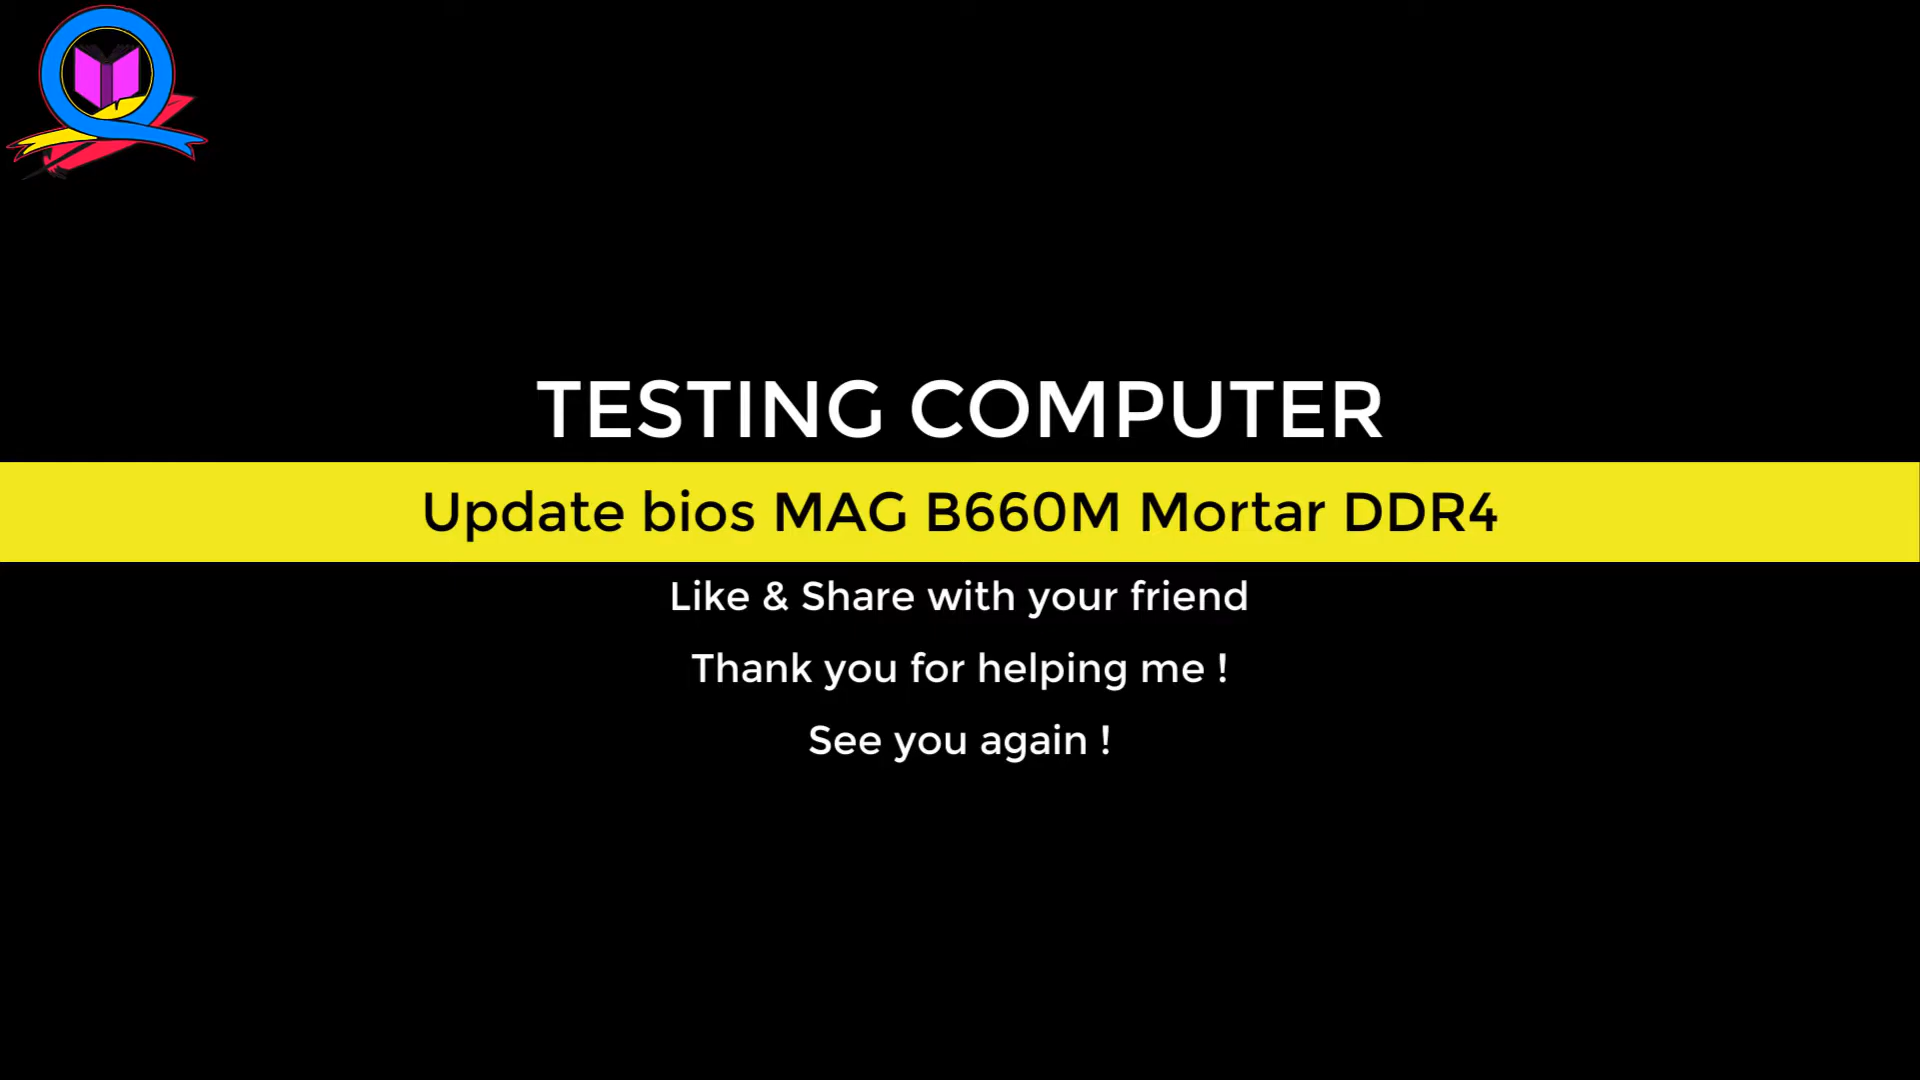 TESTING COMPUTER
Update bios MAG B660M Mortar DDR4
Like & Share with your friend
Thank you for helping me !
See you again !